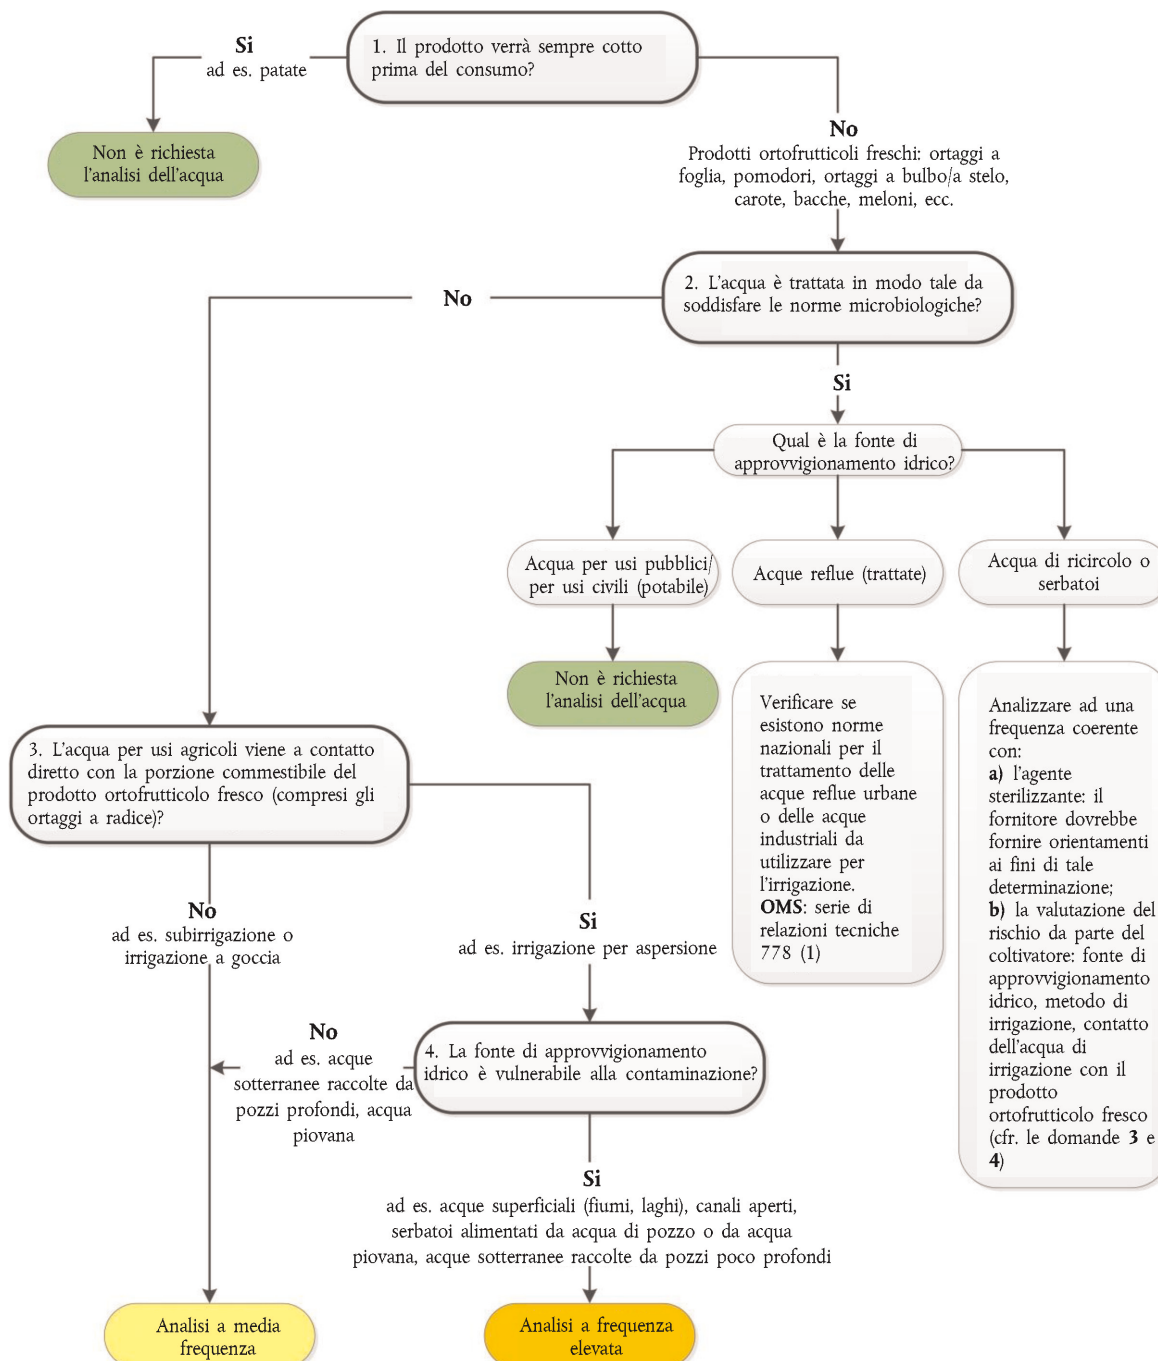 1. Il prodotto verrà sempre cotto
prima del consumo?
Si
ad es. patate
Non è richiesta
l'analisi dell'acqua
No
Prodotti ortofrutticoli freschi: ortaggi a
foglia, pomodori, ortaggi a bulbo/a stelo,
carote, bacche, meloni, ecc.
2. L'acqua è trattata in modo tale da
soddisfare le norme microbiologiche?
No
Si
Qual è la fonte di
approvvigionamento idrico?
Acqua per usi pubblici/
per usi civili (potabile)
Acque reflue (trattate)
Acqua di ricircolo o
serbatoi
Non è richiesta
l'analisi dell'acqua
Verificare se
esistono norme
nazionali per il
trattamento delle
acque reflue urbane
o delle acque
industriali da
utilizzare per
l'irrigazione.
OMS: serie di
relazioni tecniche
778 (1)
Analizzare ad una
frequenza coerente
con:
a) l'agente
sterilizzante: il
fornitore dovrebbe
fornire orientamenti
ai fini di tale
determinazione;
b) la valutazione del
rischio da parte del
coltivatore: fonte di
approvvigionamento
idrico, metodo di
irrigazione, contatto
dell'acqua di
irrigazione con il
prodotto
ortofrutticolo fresco
(cfr. le domande 3 e
4)
3. L'acqua per usi agricoli viene a contatto
diretto con la porzione commestibile del
prodotto ortofrutticolo fresco (compresi gli
ortaggi a radice)?
No
ad es. subirrigazione o
irrigazione a goccia
Si
ad es. irrigazione per aspersione
4. La fonte di approvvigionamento
idrico è vulnerabile alla contaminazione?
No
ad es. acque
sotterranee raccolte da
pozzi profondi, acqua
piovana
Si
ad es. acque superficiali (fiumi, laghi), canali aperti,
serbatoi alimentati da acqua di pozzo o da acqua
piovana, acque sotterranee raccolte da pozzi poco profondi
Analisi a media
frequenza
Analisi a frequenza
elevata